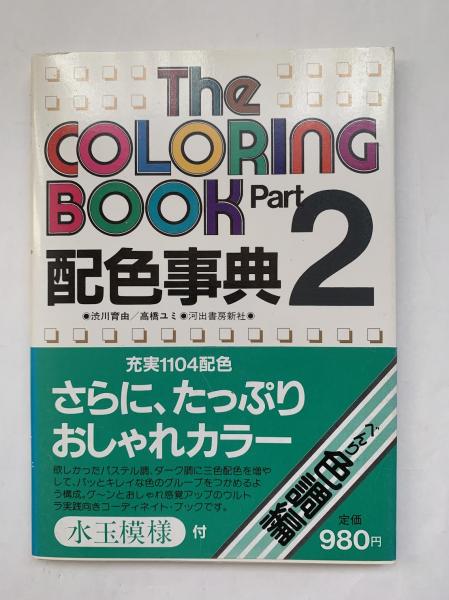 The
COLORING
BOOK Part 2
配色事典
●渋川育由/高橋ユミ●河出書房新社●
充実1104配色
さらに、たっぷり
おしゃれカラー
欲しかったパステル調、ダーク調に三色配色を増や
して、パッとキレイな色のグループをつかめるよ
う構成。グ〜ンとおしゃれ感覚アップのウルト
ラ実践向きコーディネイト・ブックです。
水玉模様 付
べんり
色調編
定価
980円